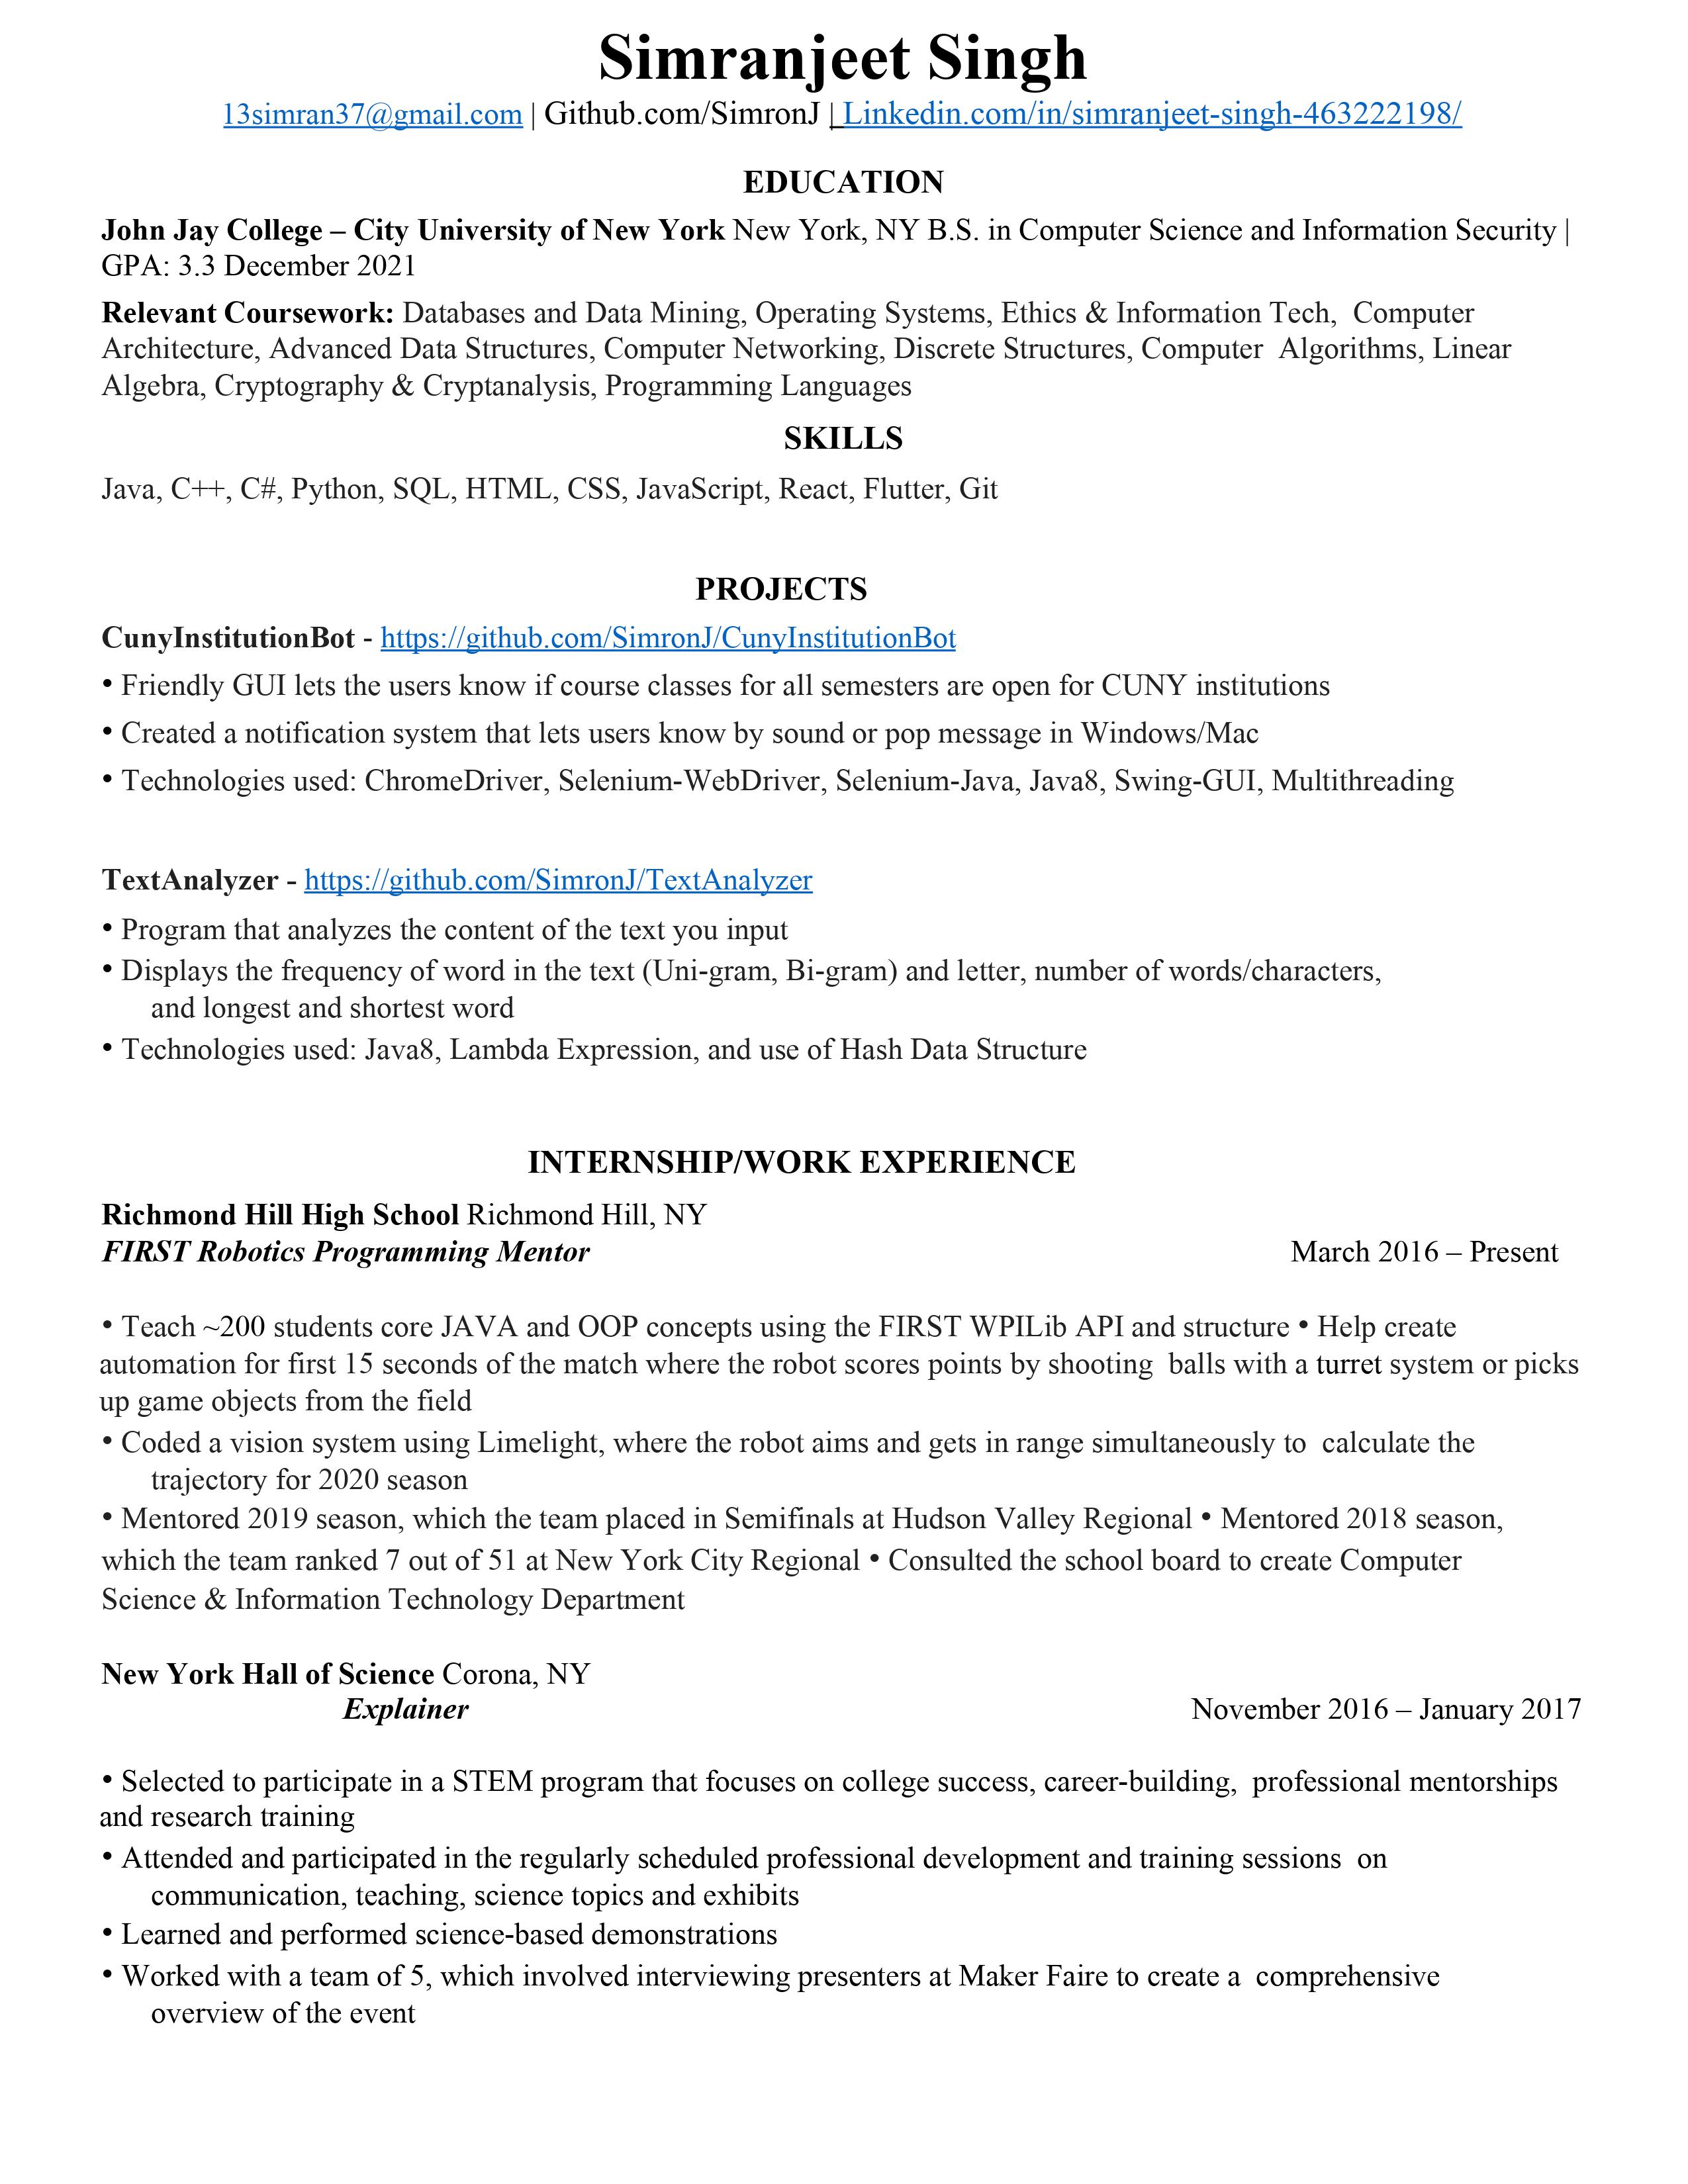 Simranjeet Singh
13simran37@gmail.com | Github.com/SimronJ | Linkedin.com/in/simranjeet-singh-463222198/
EDUCATION
John Jay College – City University of New York New York, NY B.S. in Computer Science and Information Security |
GPA: 3.3 December 2021
Relevant Coursework: Databases and Data Mining, Operating Systems, Ethics & Information Tech, Computer
Architecture, Advanced Data Structures, Computer Networking, Discrete Structures, Computer Algorithms, Linear
Algebra, Cryptography & Cryptanalysis, Programming Languages
SKILLS
Java, C++, C#, Python, SQL, HTML, CSS, JavaScript, React, Flutter, Git
PROJECTS
CunyInstitutionBot - https://github.com/SimronJ/CunyInstitutionBot
• Friendly GUI lets the users know if course classes for all semesters are open for CUNY institutions
• Created a notification system that lets users know by sound or pop message in Windows/Mac
• Technologies used: ChromeDriver, Selenium-WebDriver, Selenium-Java, Java8, Swing-GUI, Multithreading
TextAnalyzer - https://github.com/SimronJ/TextAnalyzer
• Program that analyzes the content of the text you input
• Displays the frequency of word in the text (Uni-gram, Bi-gram) and letter, number of words/characters,
and longest and shortest word
• Technologies used: Java8, Lambda Expression, and use of Hash Data Structure
INTERNSHIP/WORK EXPERIENCE
Richmond Hill High School Richmond Hill, NY
FIRST Robotics Programming Mentor March 2016 – Present
• Teach ~200 students core JAVA and OOP concepts using the FIRST WPILib API and structure • Help create
automation for first 15 seconds of the match where the robot scores points by shooting balls with a turret system or picks
up game objects from the field
• Coded a vision system using Limelight, where the robot aims and gets in range simultaneously to calculate the
trajectory for 2020 season
• Mentored 2019 season, which the team placed in Semifinals at Hudson Valley Regional • Mentored 2018 season,
which the team ranked 7 out of 51 at New York City Regional • Consulted the school board to create Computer
Science & Information Technology Department
New York Hall of Science Corona, NY
Explainer November 2016 – January 2017
• Selected to participate in a STEM program that focuses on college success, career-building, professional mentorships
and research training
• Attended and participated in the regularly scheduled professional development and training sessions on
communication, teaching, science topics and exhibits
• Learned and performed science-based demonstrations
• Worked with a team of 5, which involved interviewing presenters at Maker Faire to create a comprehensive
overview of the event